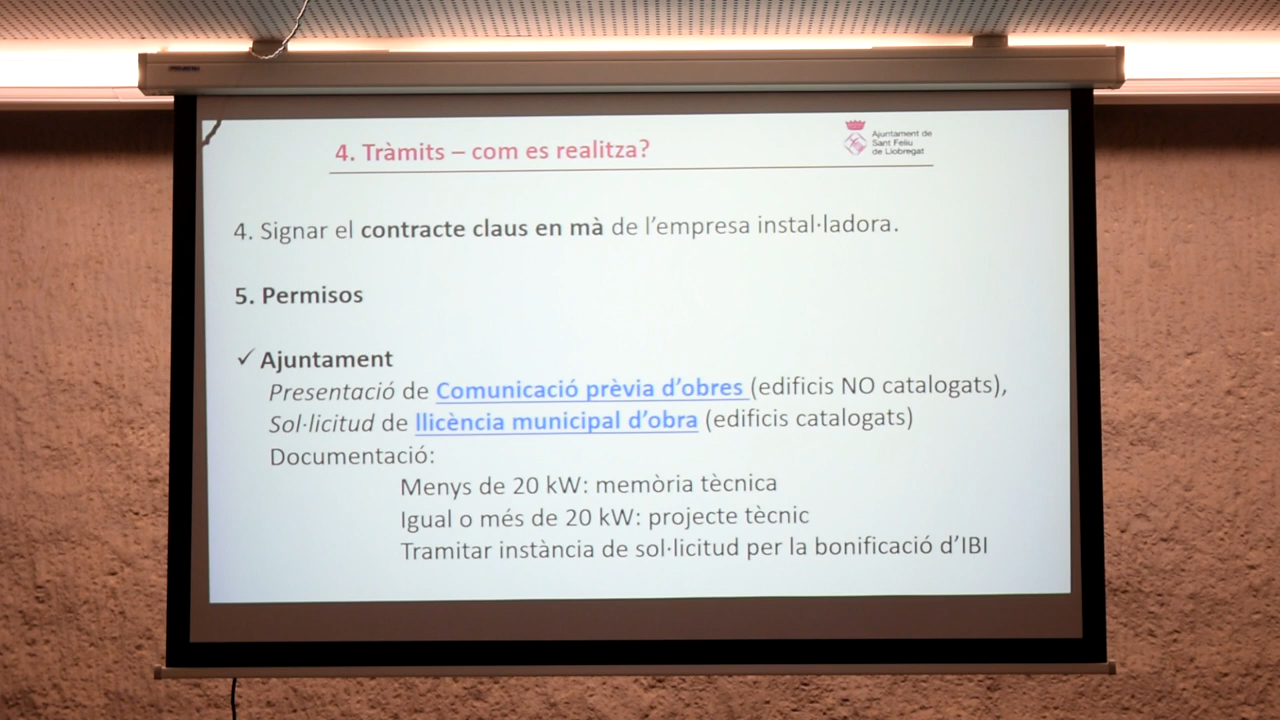 4. Tràmits – com es realitza?
Ajuntament de
Sant Feliu
de Llobregat
4. Signar el contracte claus en mà de l’empresa instal·ladora.
5. Permisos
✓ Ajuntament
Presentació de Comunicació prèvia d’obres (edificis NO catalogats),
Sol·licitud de llicència municipal d’obra (edificis catalogats)
Documentació:
Menys de 20 kW: memòria tècnica
Igual o més de 20 kW: projecte tècnic
Tramitar instància de sol·licitud per la bonificació d’IBI